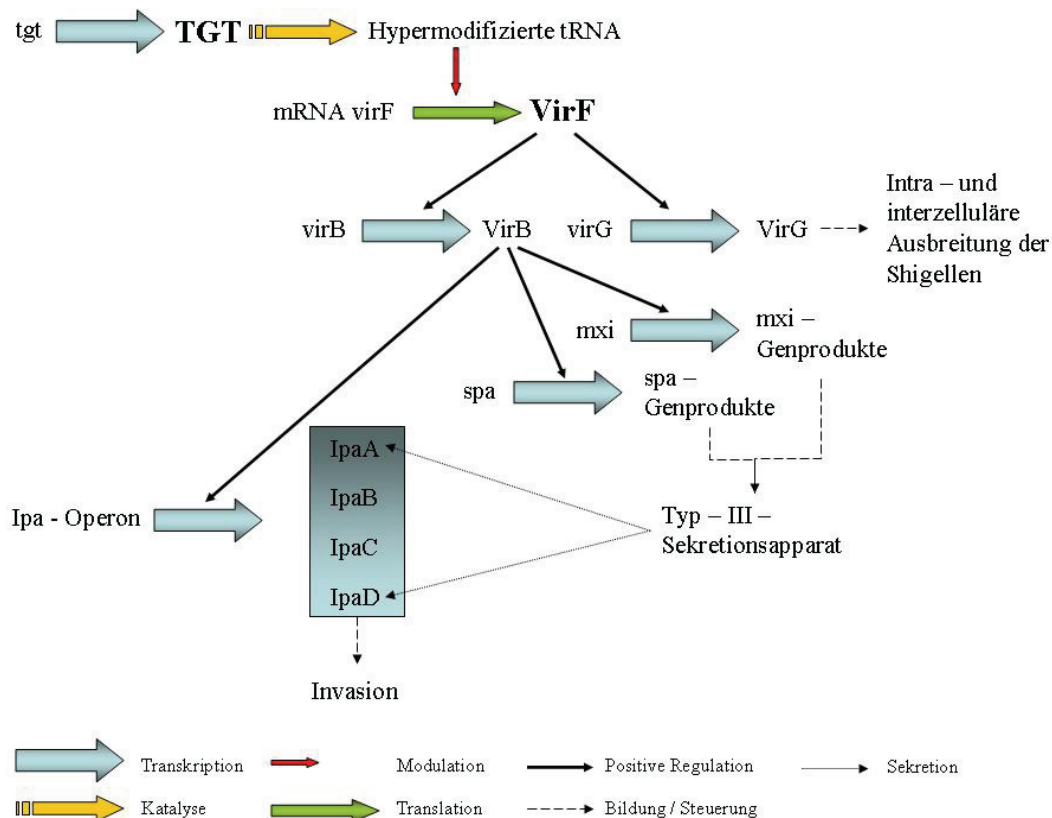 tgt TGT Hypermodifizierte tRNA
mRNA virF VirF
virB VirB virG VirG
Intra – und
interzelluläre
Ausbreitung der
Shigellen
mxi mxi –
Genprodukte
spa spa –
Genprodukte
IpaA
IpaB
IpaC
IpaD
Ipa - Operon
Typ – III –
Sekretionsapparat
Invasion
Transkription Modulation Positive Regulation Sekretion
Katalyse Translation Bildung / Steuerung